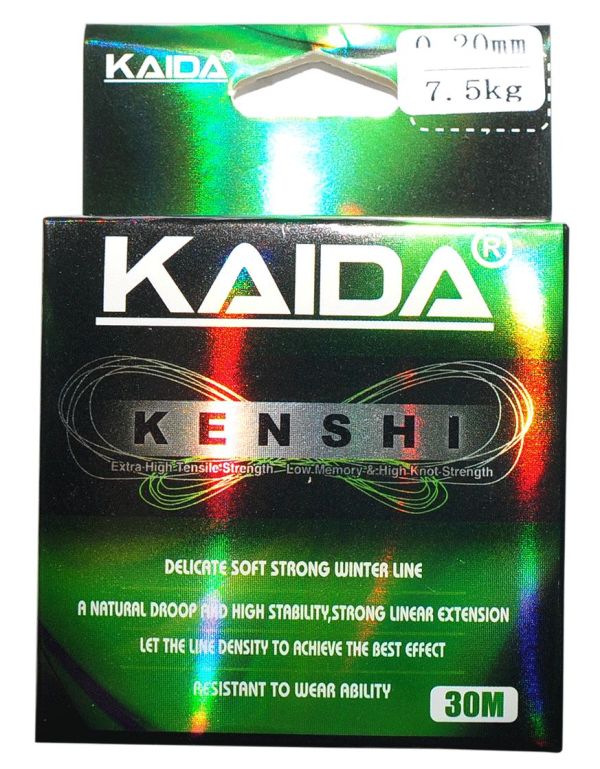 KAIDA®
0.20mm
7.5kg
KAIDA®
KENSHI
Extra High Tensile Strength Low Memory & High Knot Strength
DELICATE SOFT STRONG WINTER LINE
A NATURAL DROOP AND HIGH STABILITY,STRONG LINEAR EXTENSION
LET THE LINE DENSITY TO ACHIEVE THE BEST EFFECT
RESISTANT TO WEAR ABILITY
30M